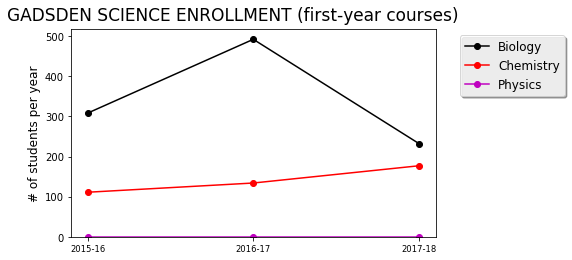 GADSDEN SCIENCE ENROLLMENT (first-year courses)
# of students per year
500
400
300
200
100
0
2015-16
2016-17
2017-18
Biology
Chemistry
Physics